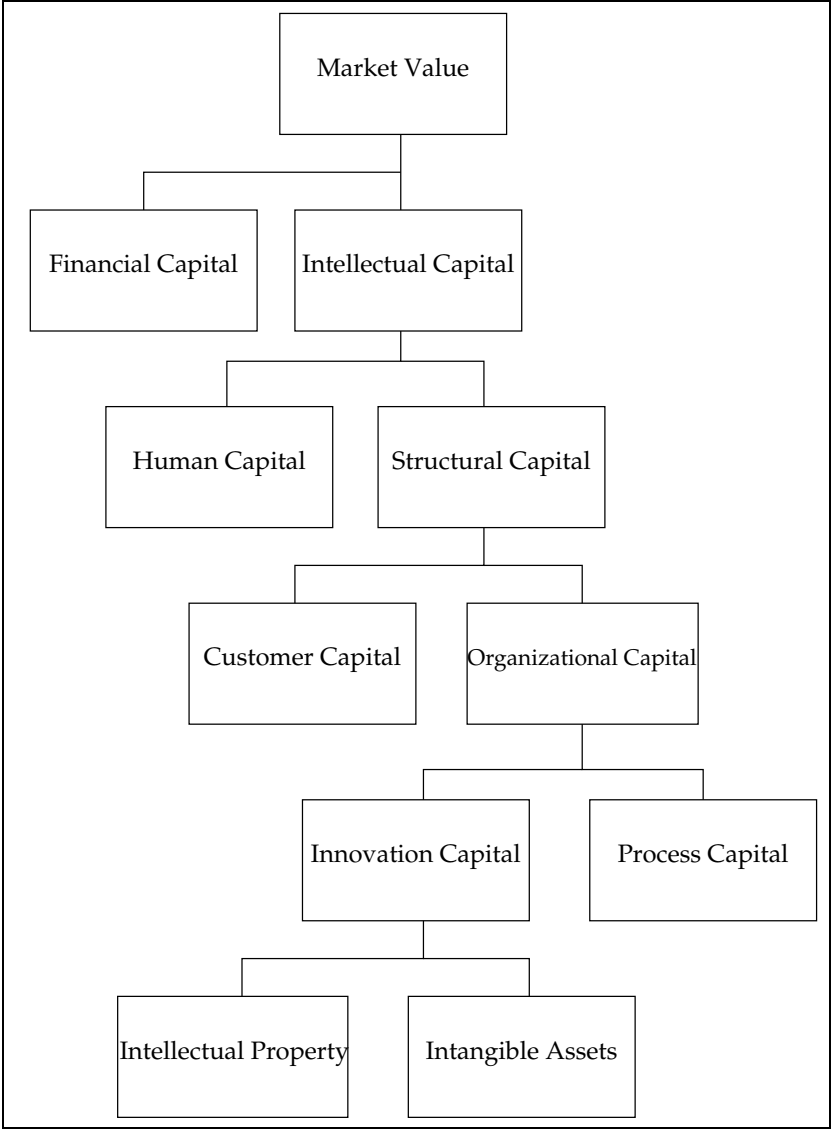 Market Value
Financial Capital
Intellectual Capital
Human Capital
Structural Capital
Customer Capital
Organizational Capital
Innovation Capital
Process Capital
Intellectual Property
Intangible Assets